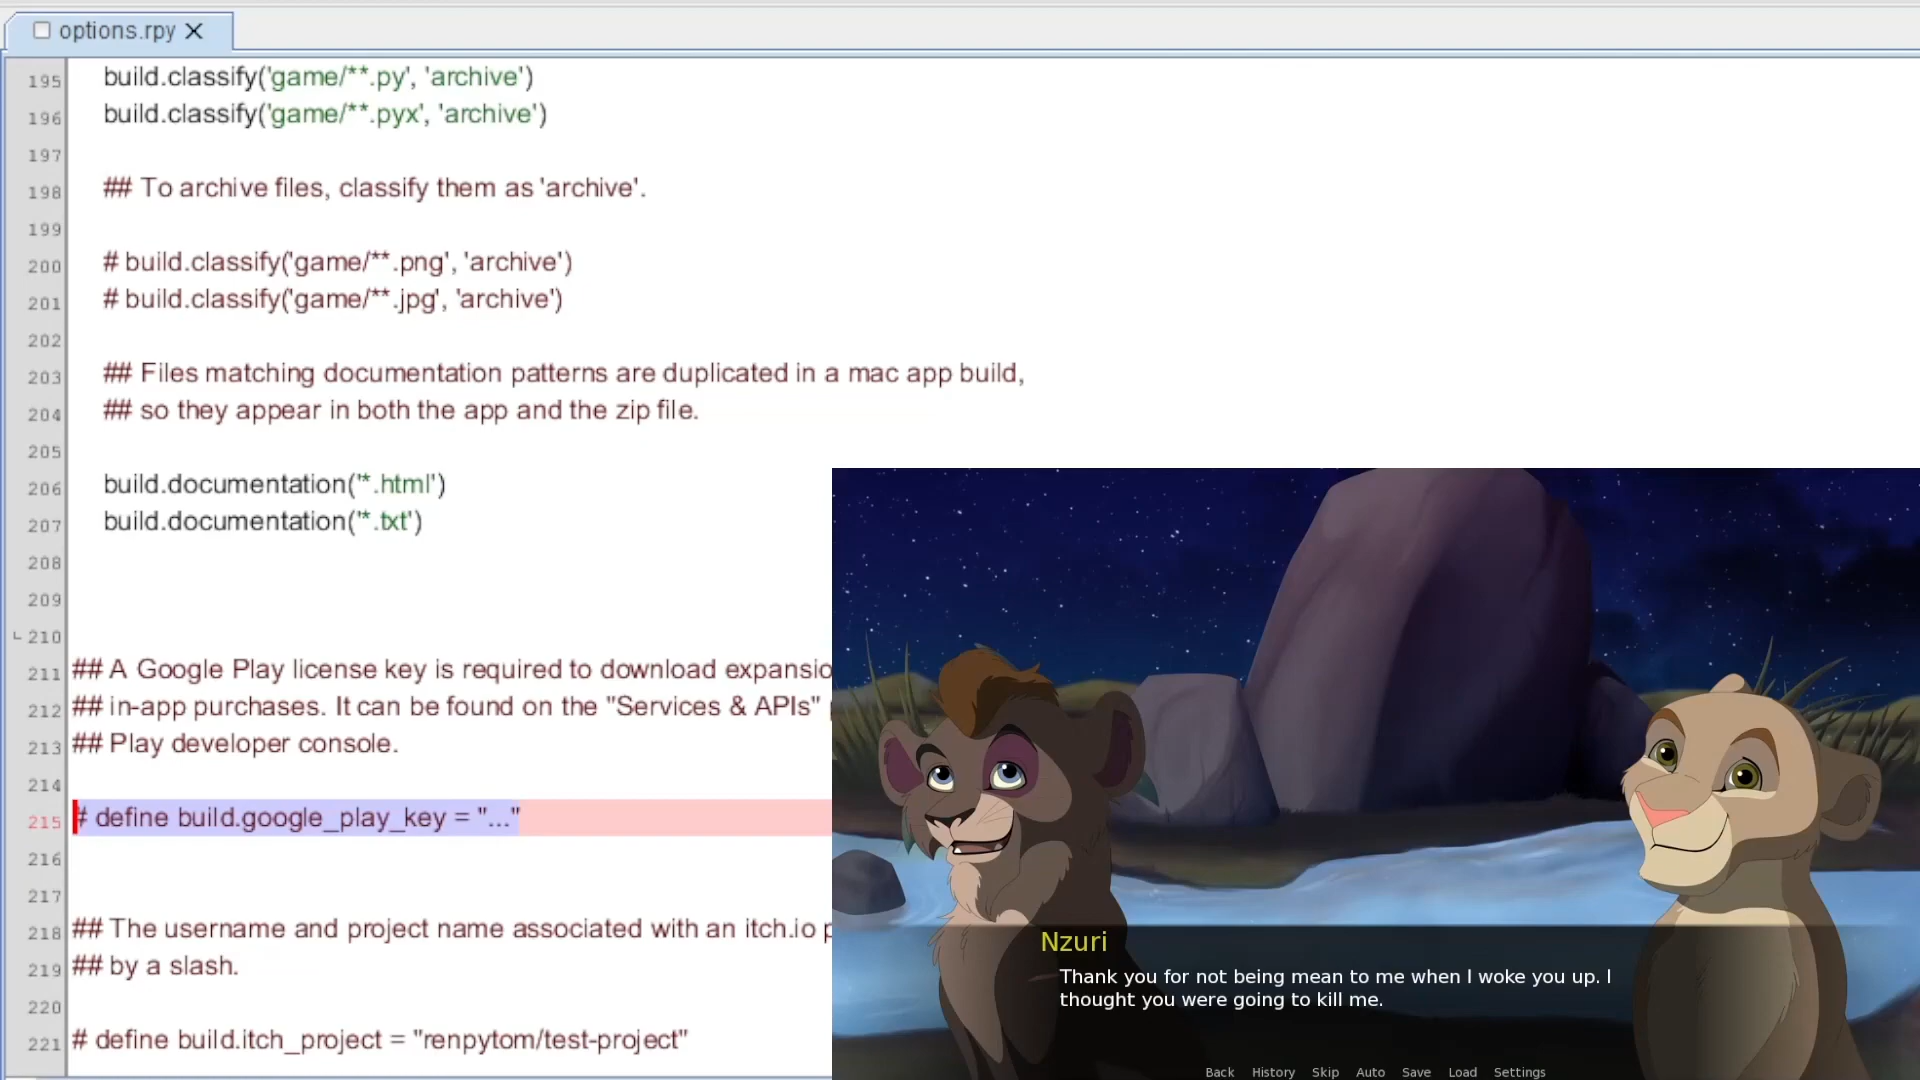 options.rpy
195 build.classify('game/**.py', 'archive')
196 build.classify('game/**.pyx', 'archive')
197
198 ## To archive files, classify them as 'archive'.
199
200 # build.classify('game/**.png', 'archive')
201 # build.classify('game/**.jpg', 'archive')
202
203 ## Files matching documentation patterns are duplicated in a mac app build,
204 ## so they appear in both the app and the zip file.
205
206 build.documentation('*.html')
207 build.documentation('*.txt')
208
209
210
211 ## A Google Play license key is required to download expansio
212 ## in-app purchases. It can be found on the "Services & APIs"
213 ## Play developer console.
214
215 # define build.google_play_key = "..."
216
217
218 ## The username and project name associated with an itch.io
219 ## by a slash.
220
221 # define build.itch_project = "renpytom/test-project"
Nzuri
Thank you for not being mean to me when I woke you up. I
thought you were going to kill me.
Back History Skip Auto Save Load Settings